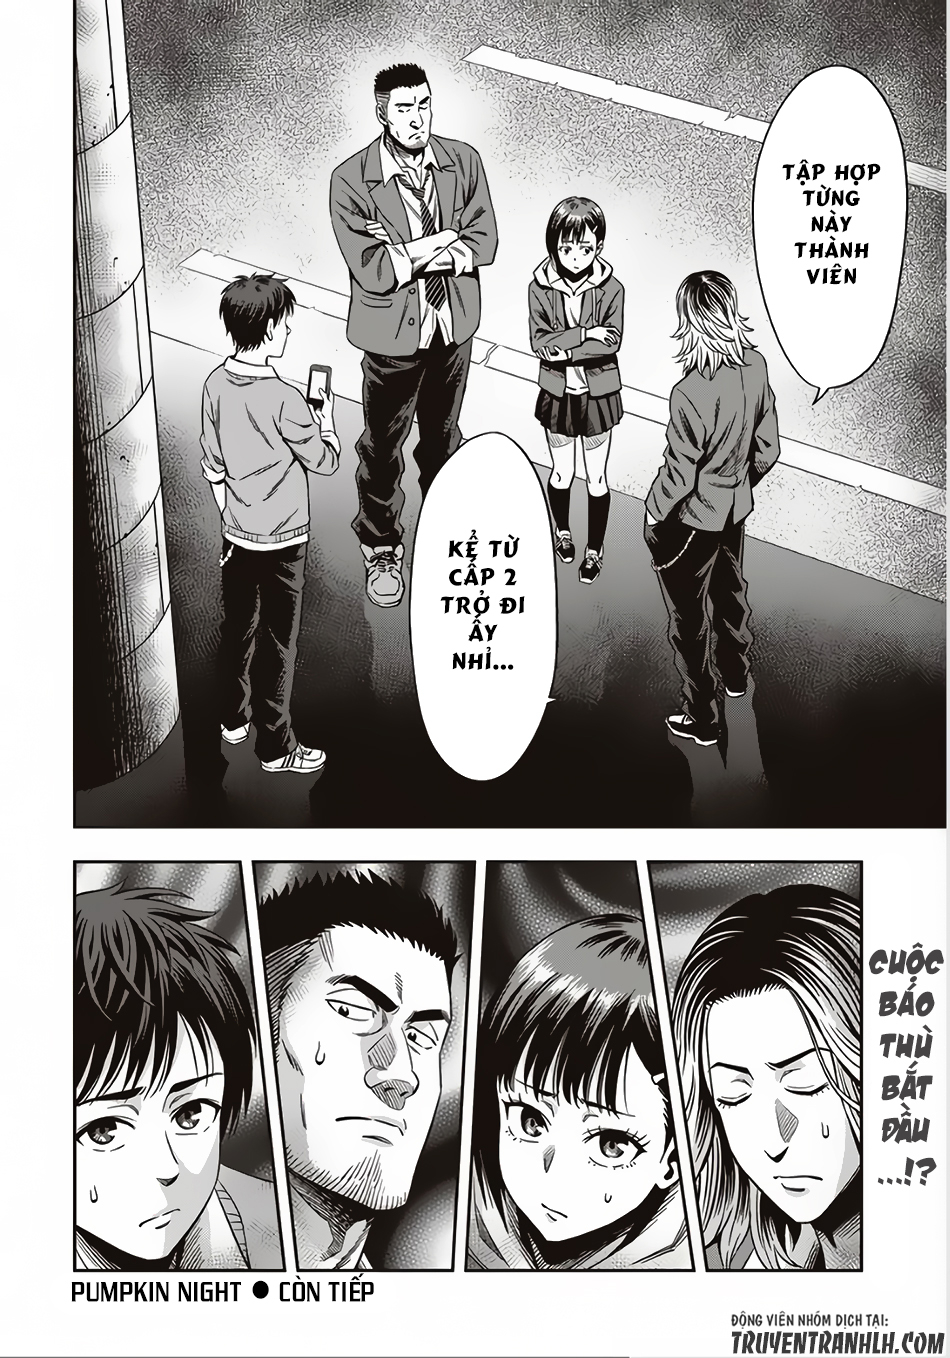 TẬP HỢP
TỪNG
NÀY
THÀNH
VIÊN
KỂ TỪ
CẤP 2
TRỞ ĐI
ẤY
NHỈ...
CUỘC
BÁO
THÙ
BẮT
ĐẦU
...!?
PUMPKIN NIGHT ● CÒN TIẾP
ĐỘNG VIÊN NHÓM DỊCH TẠI:
TRUYENTRANHLH.COM